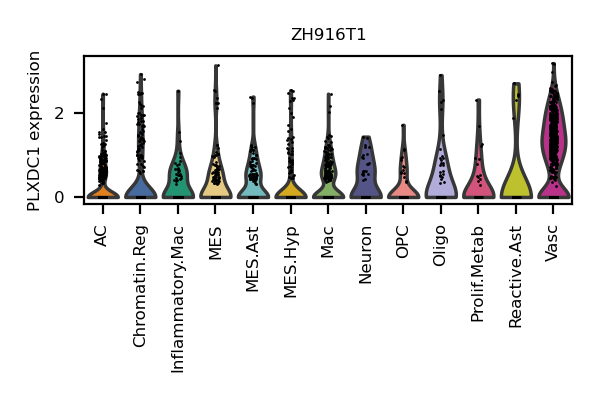 ZH916T1
PLXDC1 expression
2
0
AC
Chromatin.Reg
Inflammatory.Mac
MES
MES.Ast
MES.Hyp
Mac
Neuron
OPC
Oligo
Prolif.Metab
Reactive.Ast
Vasc